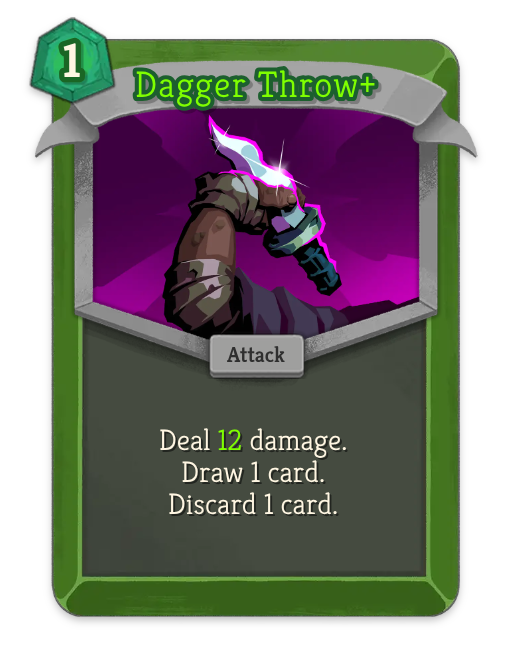 1
Dagger Throw+
Attack
Deal 12 damage.
Draw 1 card.
Discard 1 card.